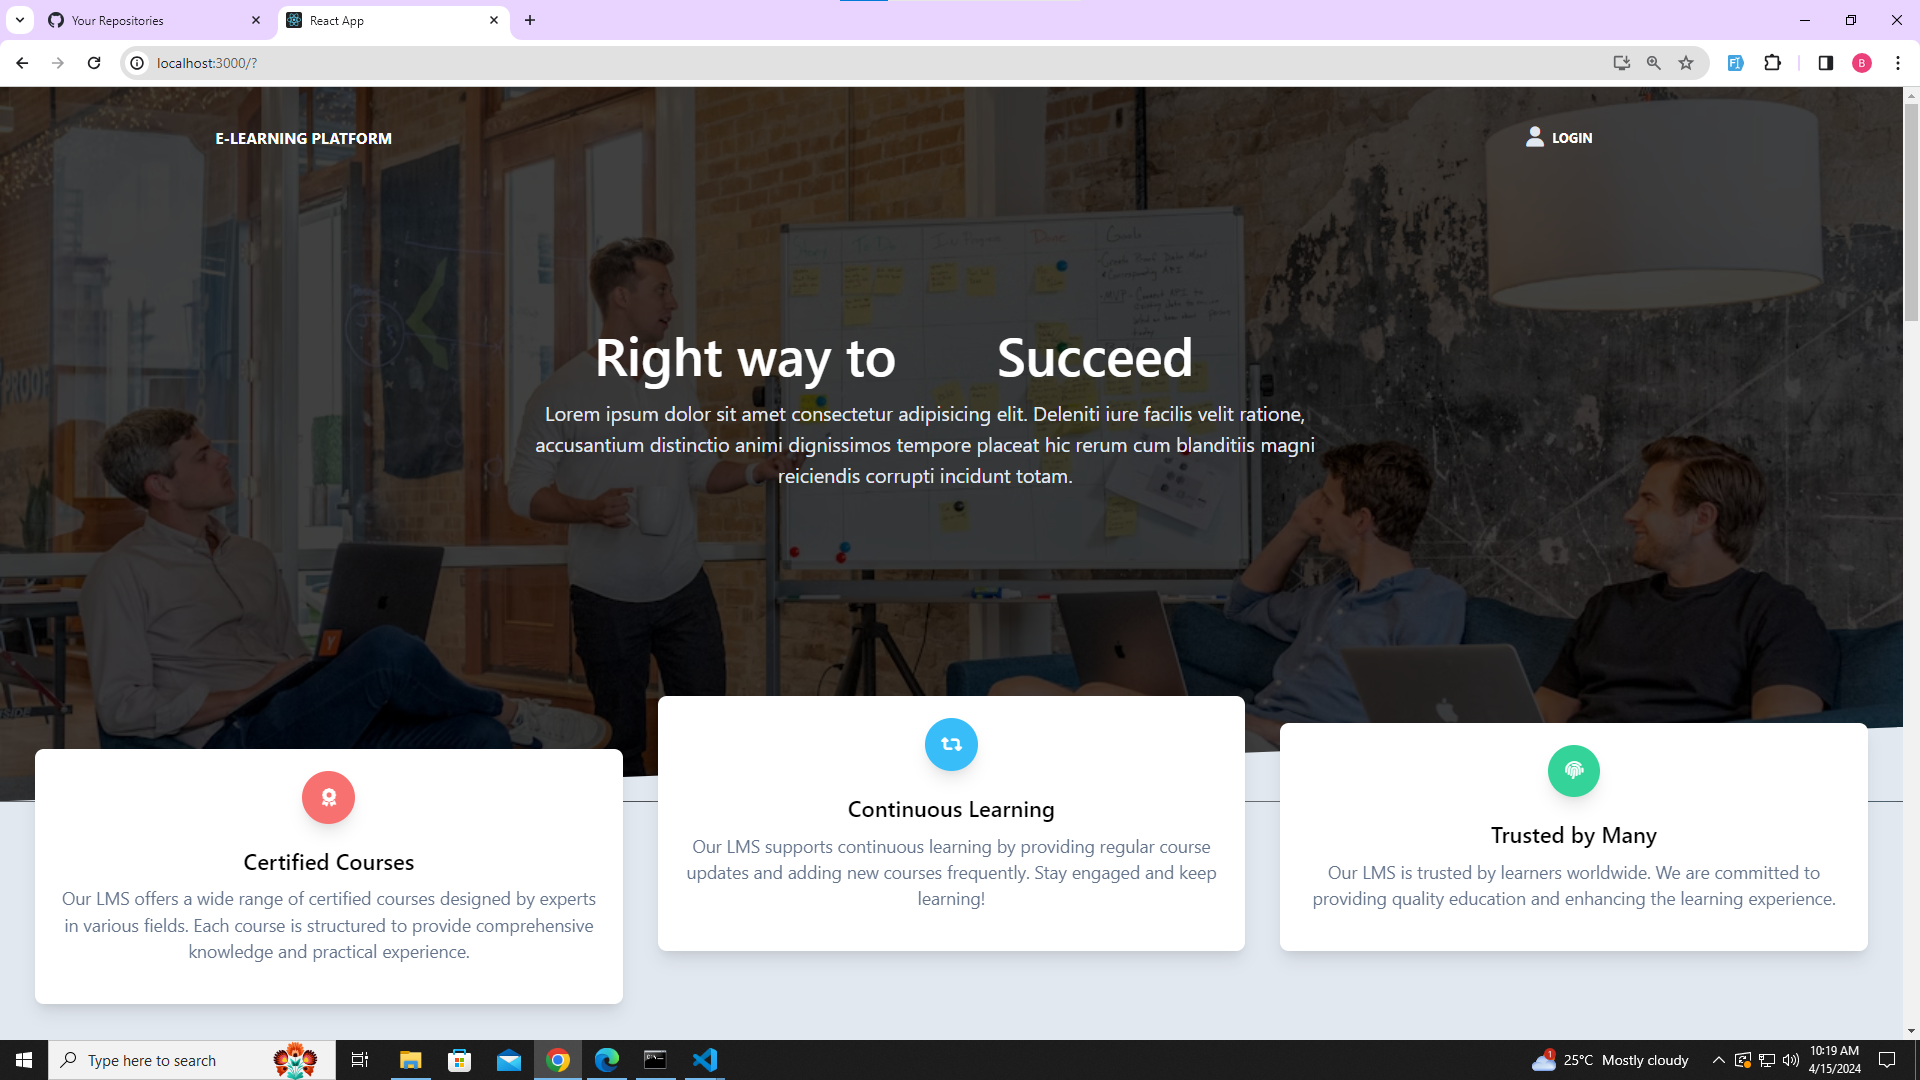 Your Repositories
React App
localhost:3000/?
B
E-LEARNING PLATFORM
LOGIN
To Do
Done
Goals
PROOF
Right way to Succeed
Lorem ipsum dolor sit amet consectetur adipisicing elit. Deleniti iure facilis velit ratione,
accusantium distinctio animi dignissimos tempore placeat hic rerum cum blanditiis magni
reiciendis corrupti incidunt totam.
Certified Courses
Our LMS offers a wide range of certified courses designed by experts
in various fields. Each course is structured to provide comprehensive
knowledge and practical experience.
Continuous Learning
Our LMS supports continuous learning by providing regular course
updates and adding new courses frequently. Stay engaged and keep
learning!
Trusted by Many
Our LMS is trusted by learners worldwide. We are committed to
providing quality education and enhancing the learning experience.
Type here to search
1
25°C Mostly cloudy
10:19 AM
4/15/2024